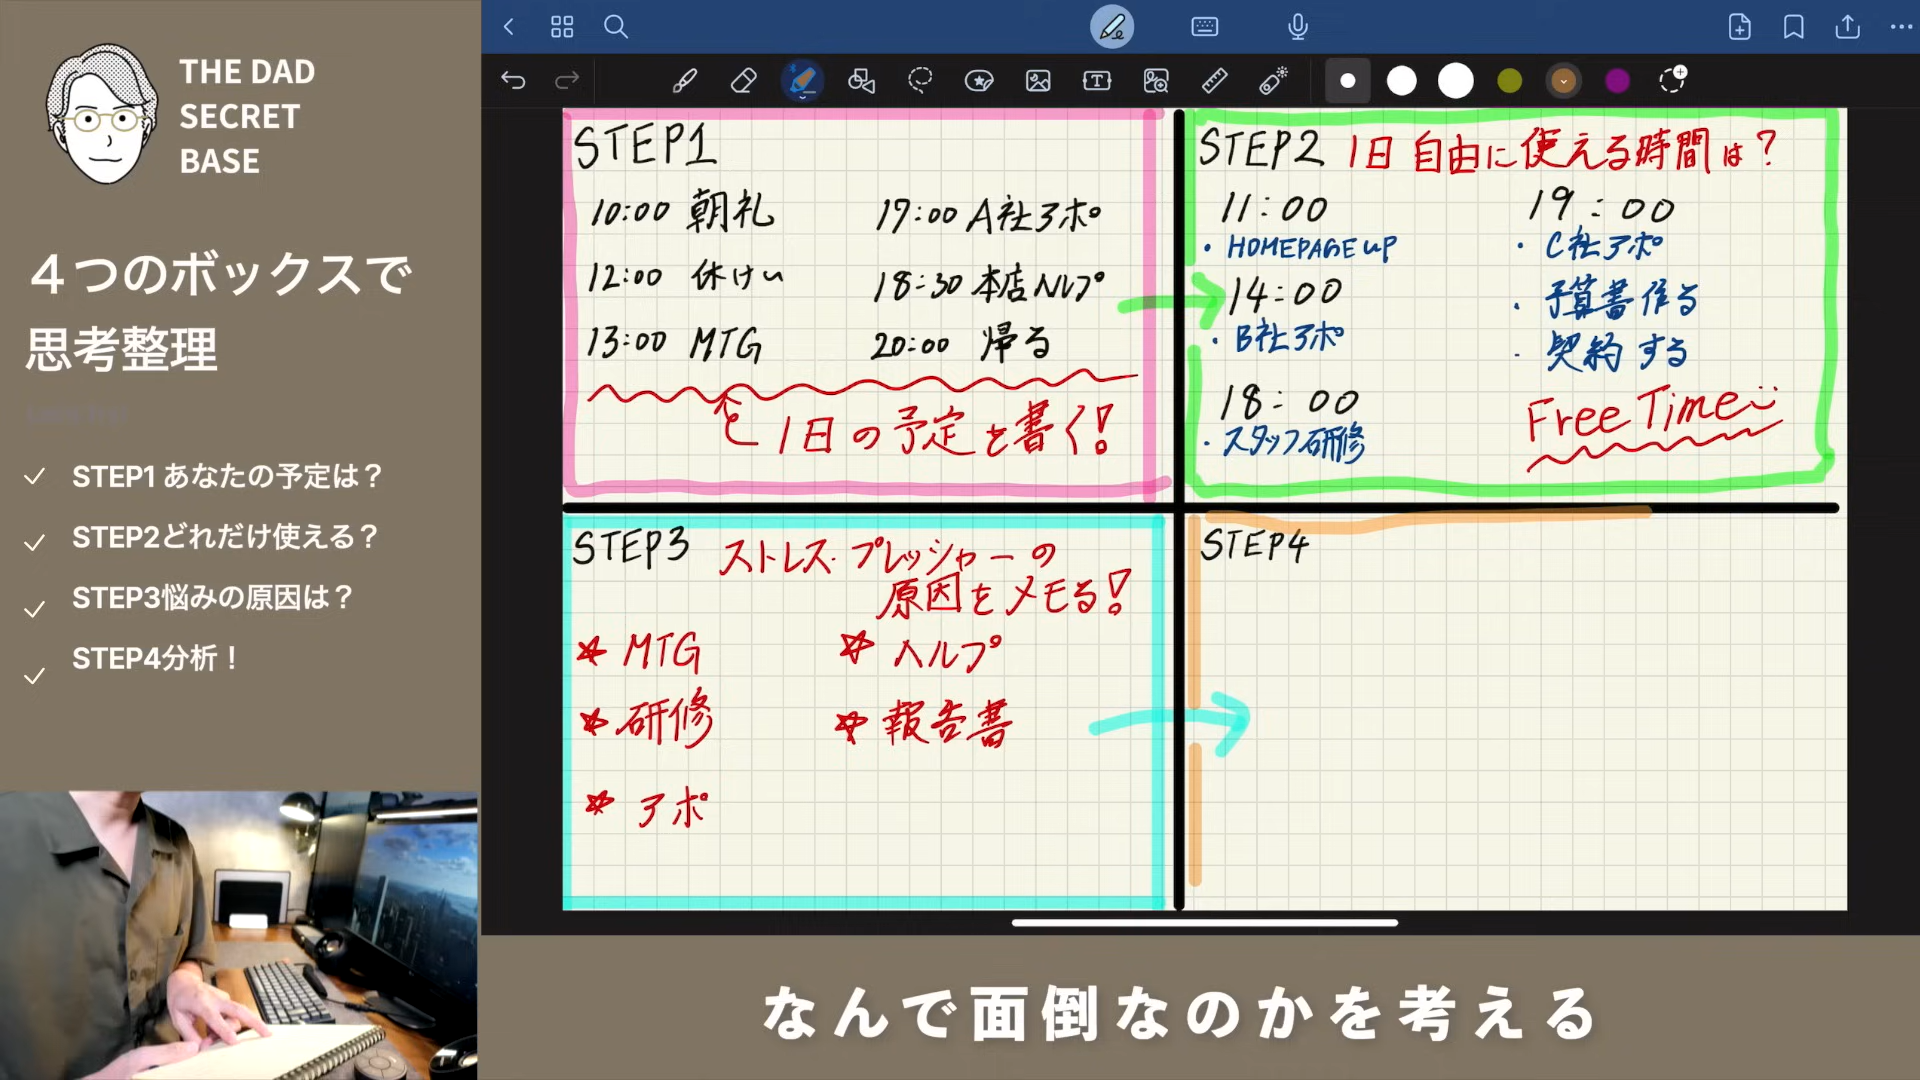 THE DAD
SECRET
BASE
４つのボックスで
思考整理
STEP1 あなたの予定は？
STEP2どれだけ使える？
STEP3悩みの原因は？
STEP4分析！
STEP1
10:00 朝礼
12:00 休けい
13:00 MTG
17:00 A社アポ
18:30 本店ヘルプ
20:00 帰る
1日の予定を書く!
STEP2 1日自由に使える時間は?
11:00
・HOMEPAGE UP
14:00
・B社アポ
18:00
・スタッフ研修
19:00
・C社アポ
・予算書作る
・契約する
Free Time
STEP3 ストレス・プレッシャーの
原因をメモる!
☆ MTG
☆ 研修
☆ アポ
☆ ヘルプ
☆ 報告書
STEP4
なんで面倒なのかを考える